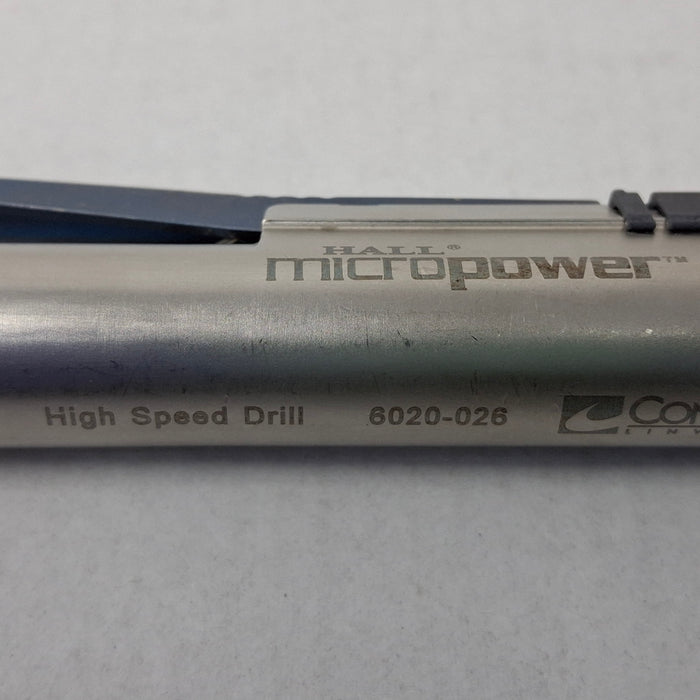 HALL®
micropower™
High Speed Drill 6020-026